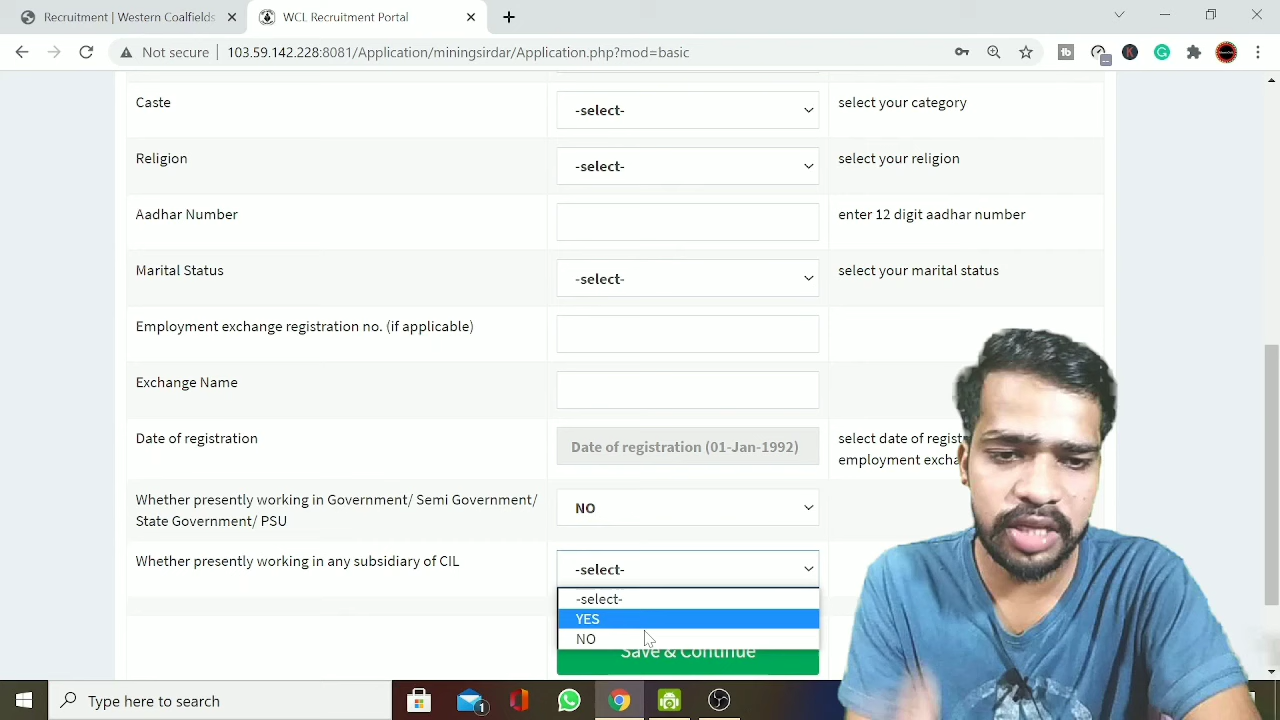 Recruitment | Western Coalfields
WCL Recruitment Portal
Not secure
103.59.142.228:8081/Application/miningsirdar/Application.php?mod=basic
Caste
-select-
select your category
Religion
-select-
select your religion
Aadhar Number
enter 12 digit aadhar number
Marital Status
-select-
select your marital status
Employment exchange registration no. (if applicable)
Exchange Name
Date of registration
Date of registration (01-Jan-1992)
select date of regist
employment excha
Whether presently working in Government/ Semi Government/
State Government/ PSU
NO
Whether presently working in any subsidiary of CIL
-select-
-select-
YES
NO
Save & Continue
Type here to search
1